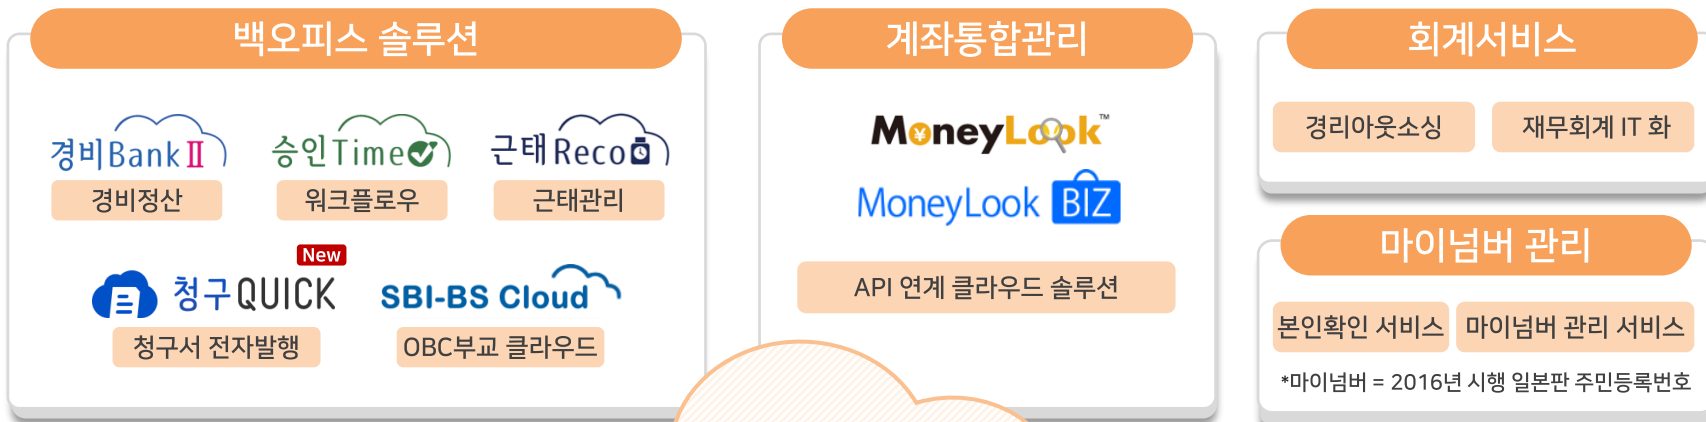 백오피스 솔루션
경비BankⅡ
승인Time
근태Reco
경비정산
워크플로우
근태관리
New
청구QUICK
SBI-BS Cloud
청구서 전자발행
OBC부교 클라우드
계좌통합관리
MoneyLook™
MoneyLook BIZ
API 연계 클라우드 솔루션
회계서비스
경리아웃소싱
재무회계 IT 화
마이넘버 관리
본인확인 서비스
마이넘버 관리 서비스
*마이넘버 = 2016년 시행 일본판 주민등록번호